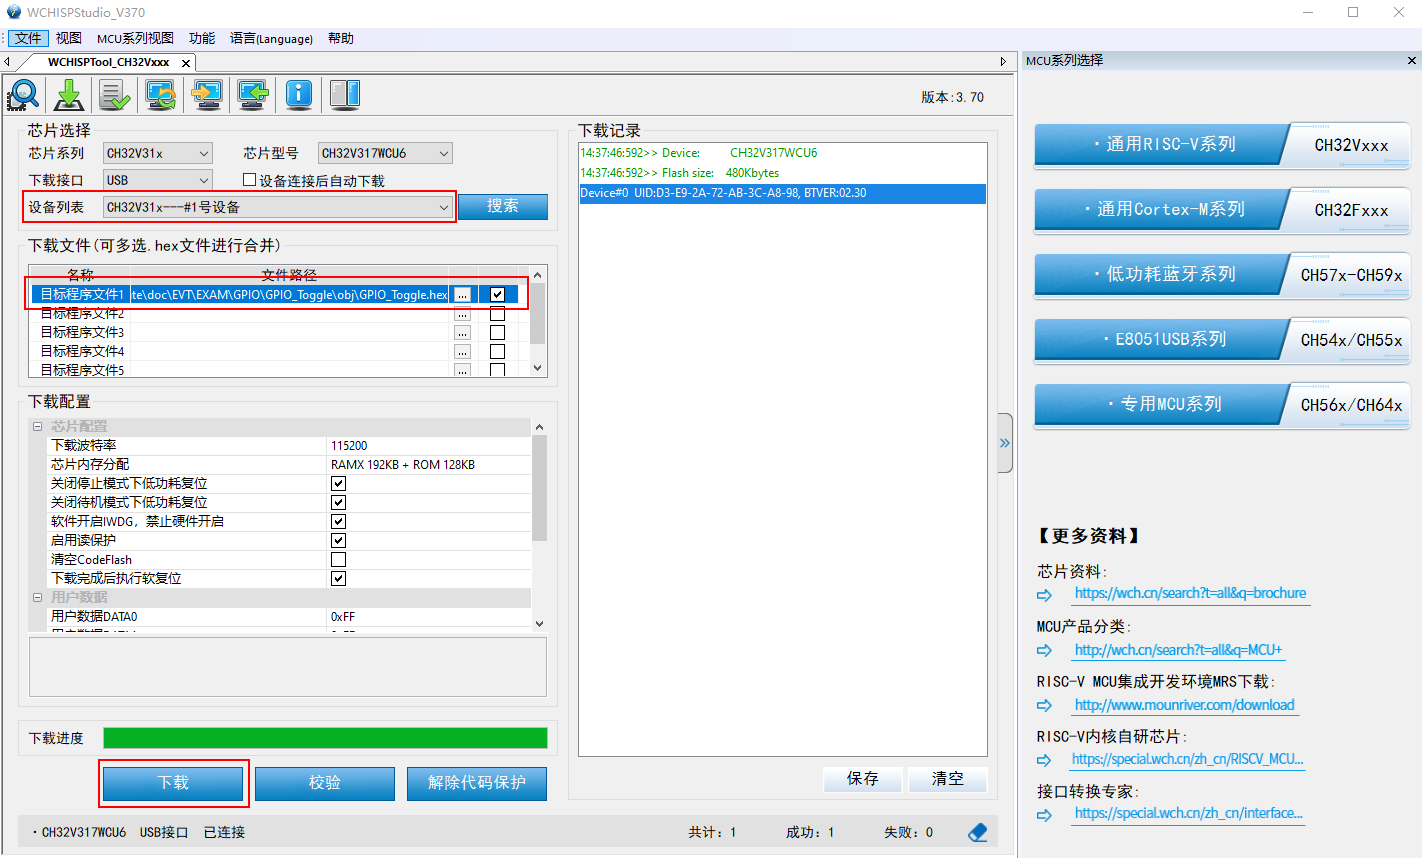 WCHISPStudio_V370
文件 视图 MCU系列视图 功能 语言(Language) 帮助
WCHISPTool_CH32Vxxx
MCU系列选择
版本:3.70
芯片选择
芯片系列 CH32V31x 芯片型号 CH32V317WCU6
下载接口 USB 设备连接后自动下载
设备列表 CH32V31x---#1号设备 搜索
下载文件(可多选.hex文件进行合并)
名称 文件路径
目标程序文件1 te\doc\EVT\EXAM\GPIO\GPIO_Toggle\obj\GPIO_Toggle.hex ...
目标程序文件2 ...
目标程序文件3 ...
目标程序文件4 ...
目标程序文件5 ...
下载配置
芯片配置
下载波特率 115200
芯片内存分配 RAMX 192KB + ROM 128KB
关闭停止模式下低功耗复位
关闭待机模式下低功耗复位
软件开启IWDG，禁止硬件开启
启用读保护
清空CodeFlash
下载完成后执行软复位
用户数据
用户数据DATA0 0xFF
下载进度
下载 校验 解除代码保护
下载记录
14:37:46:592>> Device: CH32V317WCU6
14:37:46:592>> Flash size: 480Kbytes
Device#0 UID:D3-E9-2A-72-AB-3C-A8-98, BTVER:02.30
保存 清空
·CH32V317WCU6 USB接口 已连接 共计: 1 成功: 1 失败: 0
·通用RISC-V系列 CH32Vxxx
·通用Cortex-M系列 CH32Fxxx
·低功耗蓝牙系列 CH57x-CH59x
·E8051USB系列 CH54x/CH55x
·专用MCU系列 CH56x/CH64x
【更多资料】
芯片资料:
https://wch.cn/search?t=all&q=brochure
MCU产品分类:
http://wch.cn/search?t=all&q=MCU+
RISC-V MCU集成开发环境MRS下载:
http://www.mounriver.com/download
RISC-V内核自研芯片:
https://special.wch.cn/zh_cn/RISCV_MCU...
接口转换专家:
https://special.wch.cn/zh_cn/interface...